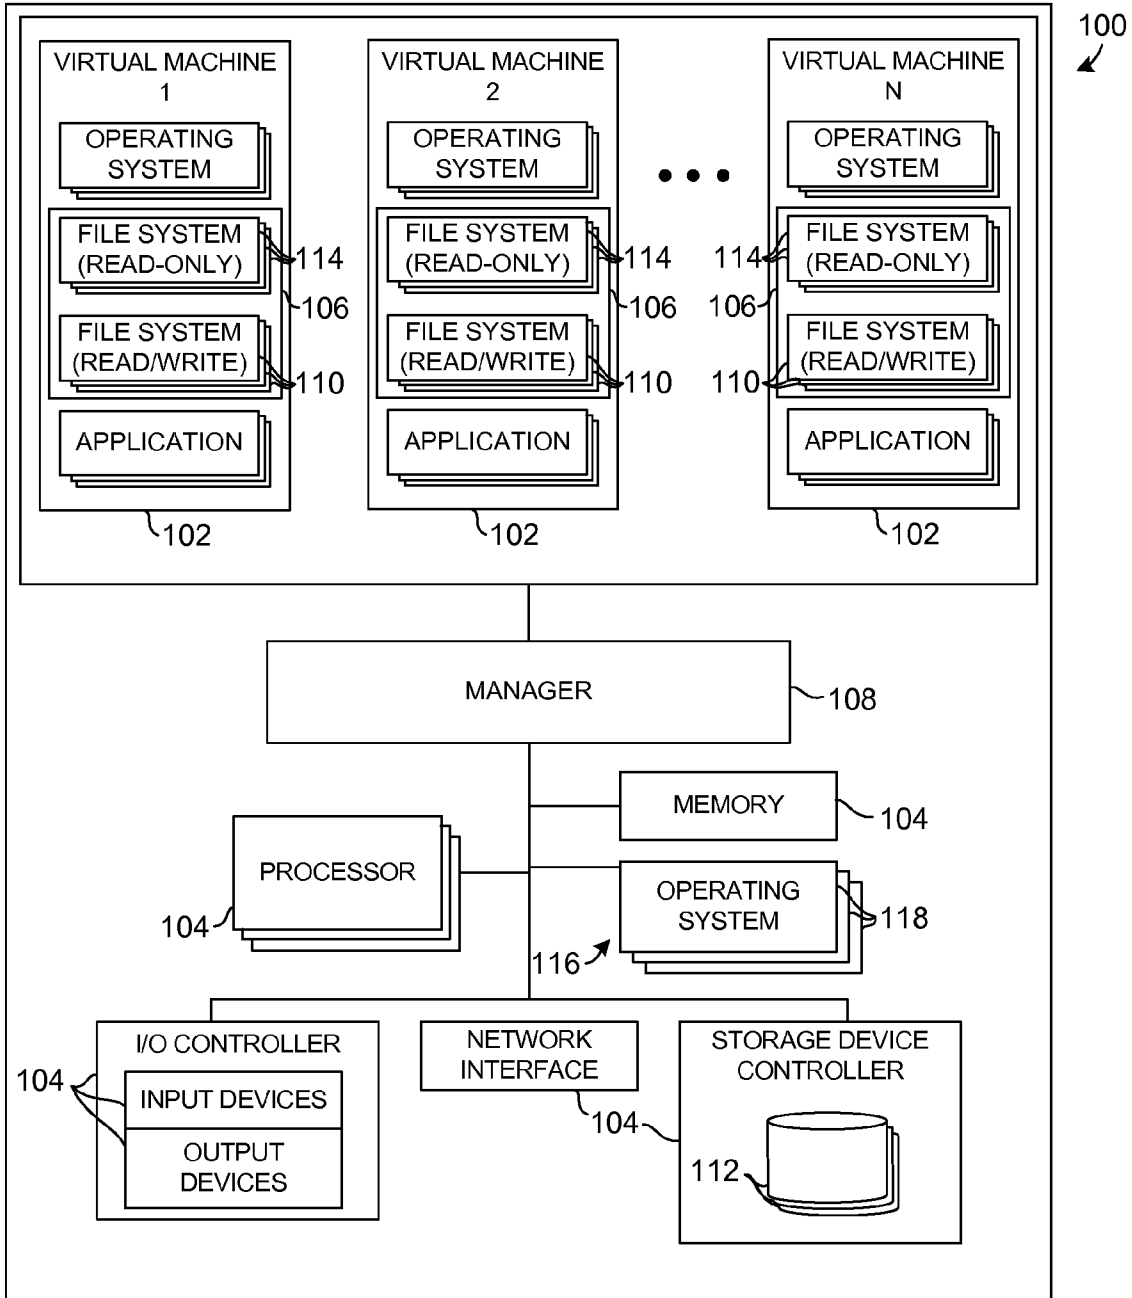 100
VIRTUAL MACHINE
1
OPERATING
SYSTEM
FILE SYSTEM
(READ-ONLY)
114
106
FILE SYSTEM
(READ/WRITE)
110
APPLICATION
102
VIRTUAL MACHINE
2
OPERATING
SYSTEM
FILE SYSTEM
(READ-ONLY)
114
106
FILE SYSTEM
(READ/WRITE)
110
APPLICATION
102
VIRTUAL MACHINE
N
OPERATING
SYSTEM
114
FILE SYSTEM
(READ-ONLY)
106
FILE SYSTEM
(READ/WRITE)
110
APPLICATION
102
MANAGER
108
MEMORY
104
PROCESSOR
104
OPERATING
SYSTEM
118
116
I/O CONTROLLER
104
INPUT DEVICES
OUTPUT
DEVICES
NETWORK
INTERFACE
104
STORAGE DEVICE
CONTROLLER
112